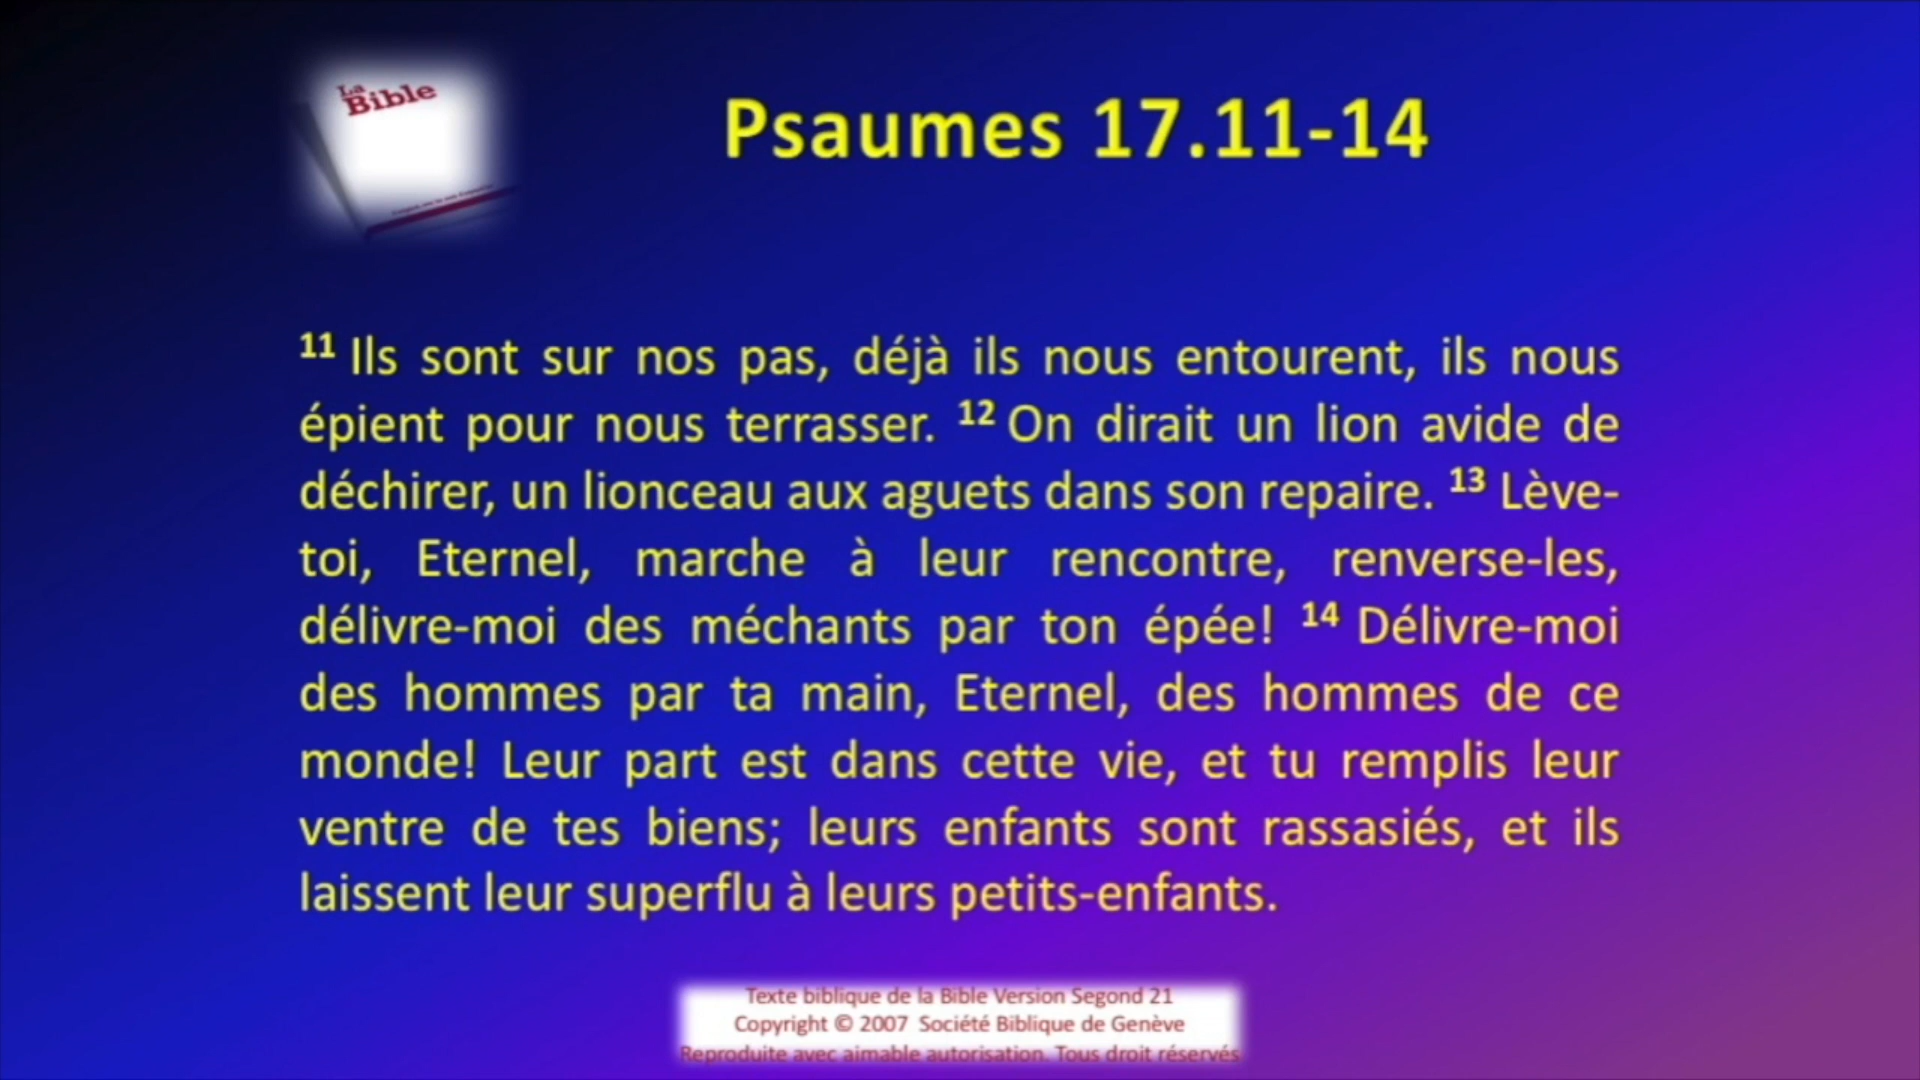 La
Bible
Psaumes 17.11-14
11 Ils sont sur nos pas, déjà ils nous entourent, ils nous
épient pour nous terrasser. 12 On dirait un lion avide de
déchirer, un lionceau aux aguets dans son repaire. 13 Lève-
toi, Eternel, marche à leur rencontre, renverse-les,
délivre-moi des méchants par ton épée! 14 Délivre-moi
des hommes par ta main, Eternel, des hommes de ce
monde! Leur part est dans cette vie, et tu remplis leur
ventre de tes biens; leurs enfants sont rassasiés, et ils
laissent leur superflu à leurs petits-enfants.
Texte biblique de la Bible Version Segond 21
Copyright © 2007 Société Biblique de Genève
Reproduite avec aimable autorisation. Tous droit réservés